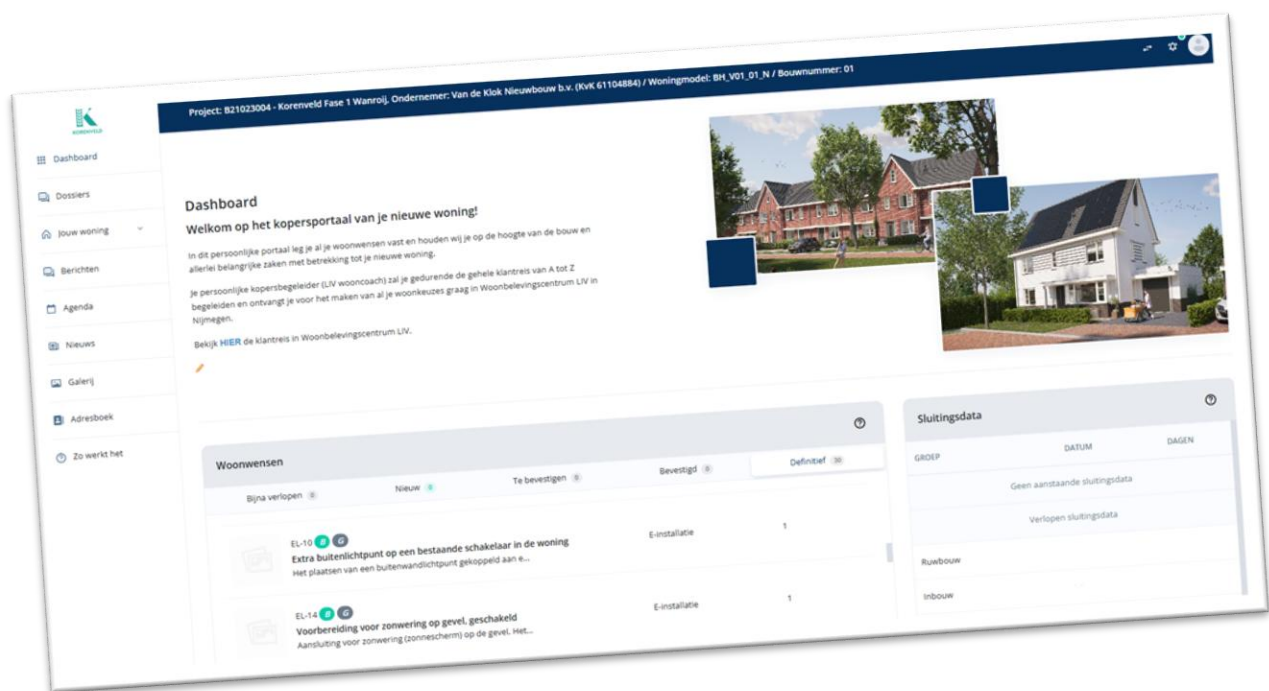 KORENVELD
Project: B21023004 - Korenveld Fase 1 Wanroij, Ondernemer: Van de Klok Nieuwbouw b.v. (KvK 61104884) / Woningmodel: BH_V01_01_N / Bouwnummer: 01
Dashboard
Dossiers
Jouw woning
Berichten
Agenda
Nieuws
Galerij
Adresboek
Zo werkt het
Dashboard
Welkom op het kopersportaal van je nieuwe woning!
In dit persoonlijke portaal leg je al je woonwensen vast en houden wij je op de hoogte van de bouw en
allerlei belangrijke zaken met betrekking tot je nieuwe woning.
Je persoonlijke kopersbegeleider (LIV wooncoach) zal je gedurende de gehele klantreis van A tot Z
begeleiden en ontvangt je voor het maken van al je woonkeuzes graag in Woonbelevingscentrum LIV in
Nijmegen.
Bekijk HIER de klantreis in Woonbelevingscentrum LIV.
Woonwensen
Bijna verlopen 0 Nieuw 0 Te bevestigen 0 Bevestigd 0 Definitief 30
EL-10 B G
Extra buitenlichtpunt op een bestaande schakelaar in de woning E-installatie 1
Het plaatsen van een buitenwandlichtpunt gekoppeld aan e...
EL-14 B G
Voorbereiding voor zonwering op gevel, geschakeld E-installatie 1
Aansluiting voor zonwering (zonnescherm) op de gevel. Het...
Sluitingsdata
GROEP DATUM DAGEN
Geen aanstaande sluitingsdata
Verlopen sluitingsdata
Ruwbouw
Inbouw